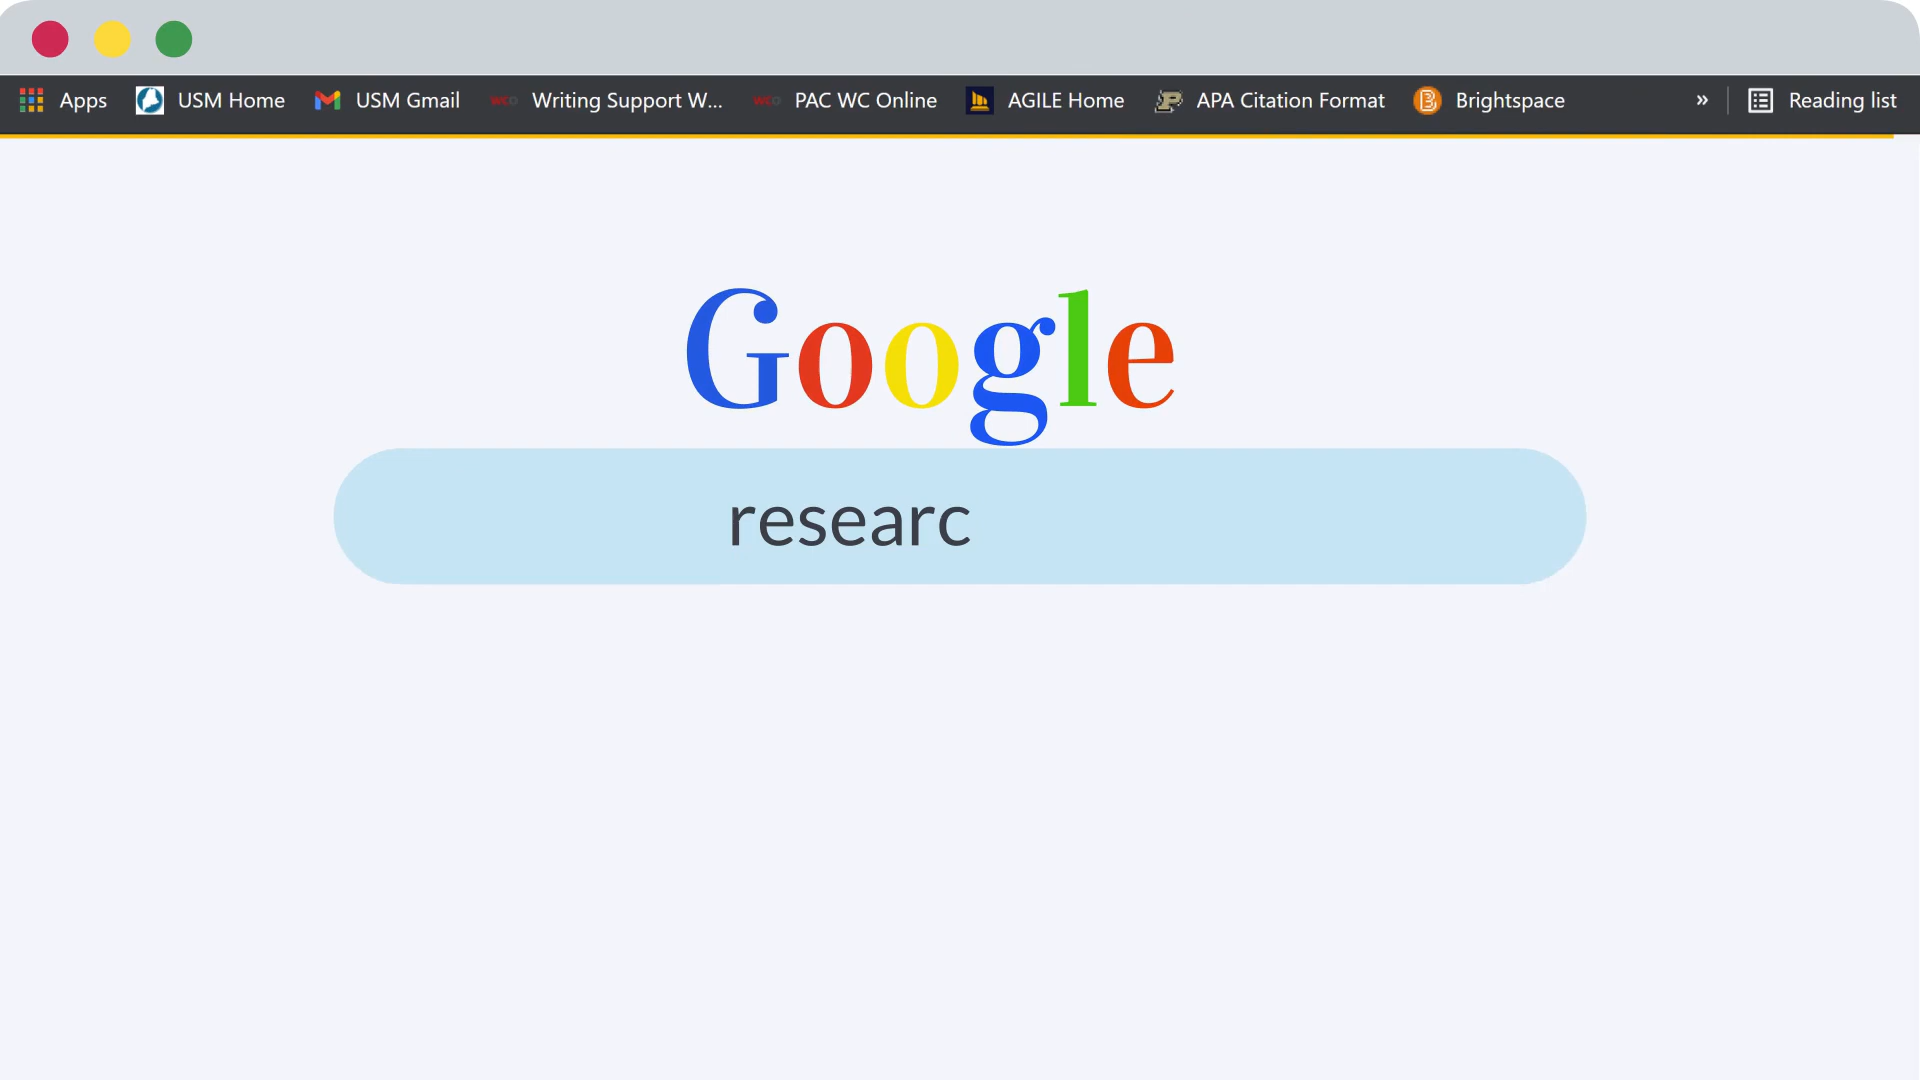 Apps USM Home USM Gmail Writing Support W... PAC WC Online AGILE Home APA Citation Format Brightspace » Reading list
Google
researc